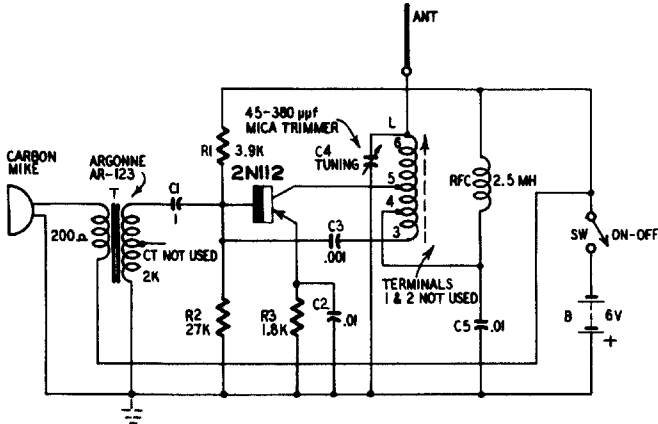 ANT
45-380 μμf
MICA TRIMMER
L
6
C4
TUNING
R1
3.9K
2N112
CARBON
MIKE
ARGONNE
AR-123
T
C1
1
5
4
3
RFC
2.5 MH
200Ω
CT NOT USED
2K
C3
.001
SW
ON-OFF
TERMINALS
1 & 2 NOT USED
R2
27K
R3
1.8K
C2
.01
C5
.01
B
6V
+